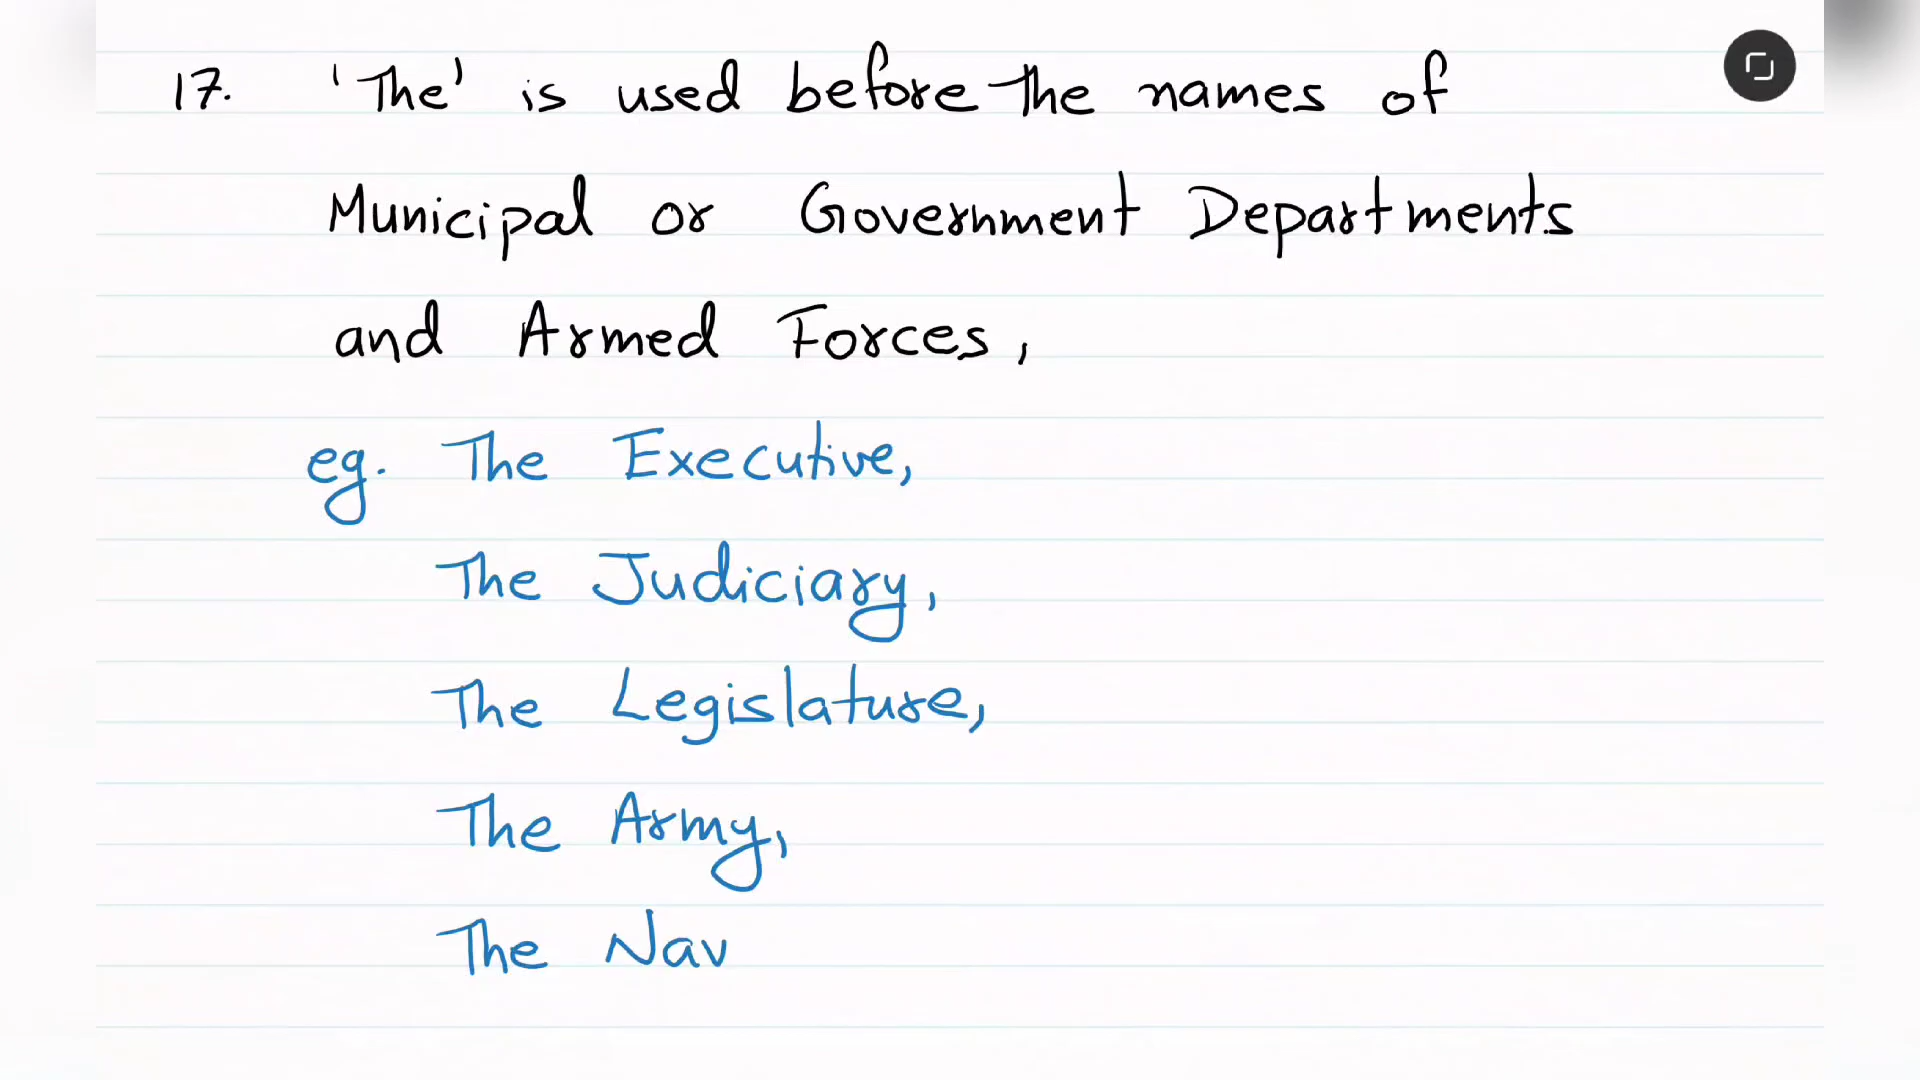 17. 'The' is used before the names of
Municipal or Government Departments
and Armed Forces,
eg. The Executive,
The Judiciary,
The Legislature,
The Army,
The Nav